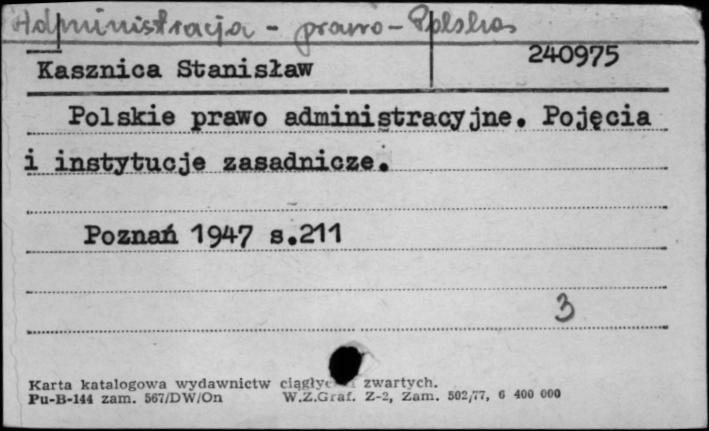 Administracja - prawo - Polska
240975
Kasznica Stanisław
Polskie prawo administracyjne. Pojęcia
i instytucje zasadnicze.
Poznań 1947 s.211
3
Karta katalogowa wydawnictw zwartych.
Pu-B-144 zam. 567/DW/On W.Z.Graf. Z-2, Zam. 502/77, 6 400 000